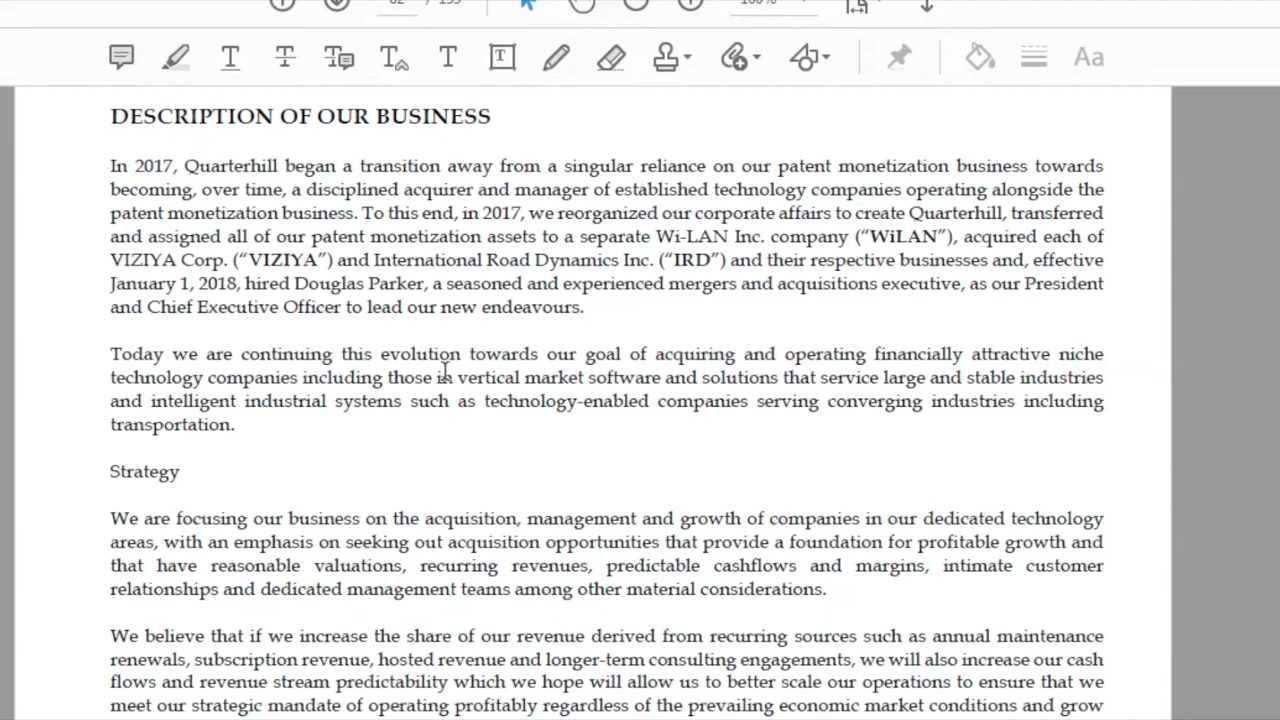 DESCRIPTION OF OUR BUSINESS
In 2017, Quarterhill began a transition away from a singular reliance on our patent monetization business towards
becoming, over time, a disciplined acquirer and manager of established technology companies operating alongside the
patent monetization business. To this end, in 2017, we reorganized our corporate affairs to create Quarterhill, transferred
and assigned all of our patent monetization assets to a separate Wi-LAN Inc. company (“WiLAN”), acquired each of
VIZIYA Corp. (“VIZIYA”) and International Road Dynamics Inc. (“IRD”) and their respective businesses and, effective
January 1, 2018, hired Douglas Parker, a seasoned and experienced mergers and acquisitions executive, as our President
and Chief Executive Officer to lead our new endeavours.
Today we are continuing this evolution towards our goal of acquiring and operating financially attractive niche
technology companies including those in vertical market software and solutions that service large and stable industries
and intelligent industrial systems such as technology-enabled companies serving converging industries including
transportation.
Strategy
We are focusing our business on the acquisition, management and growth of companies in our dedicated technology
areas, with an emphasis on seeking out acquisition opportunities that provide a foundation for profitable growth and
that have reasonable valuations, recurring revenues, predictable cashflows and margins, intimate customer
relationships and dedicated management teams among other material considerations.
We believe that if we increase the share of our revenue derived from recurring sources such as annual maintenance
renewals, subscription revenue, hosted revenue and longer-term consulting engagements, we will also increase our cash
flows and revenue stream predictability which we hope will allow us to better scale our operations to ensure that we
meet our strategic mandate of operating profitably regardless of the prevailing economic market conditions and grow